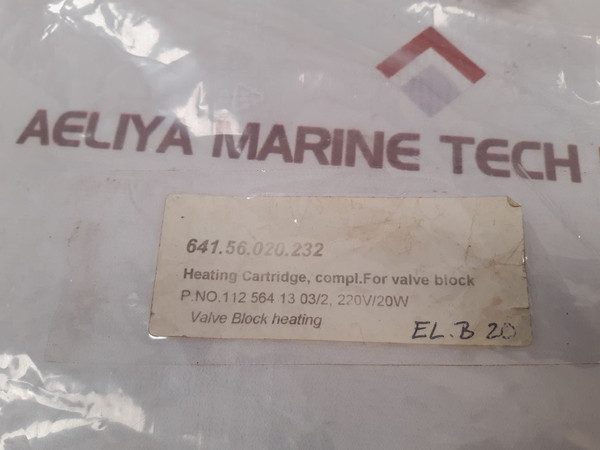 AELIYA MARINE TECH
641.56.020.232
Heating Cartridge, compl.For valve block
P.NO.112 564 13 03/2, 220V/20W
Valve Block heating
EL.B 20